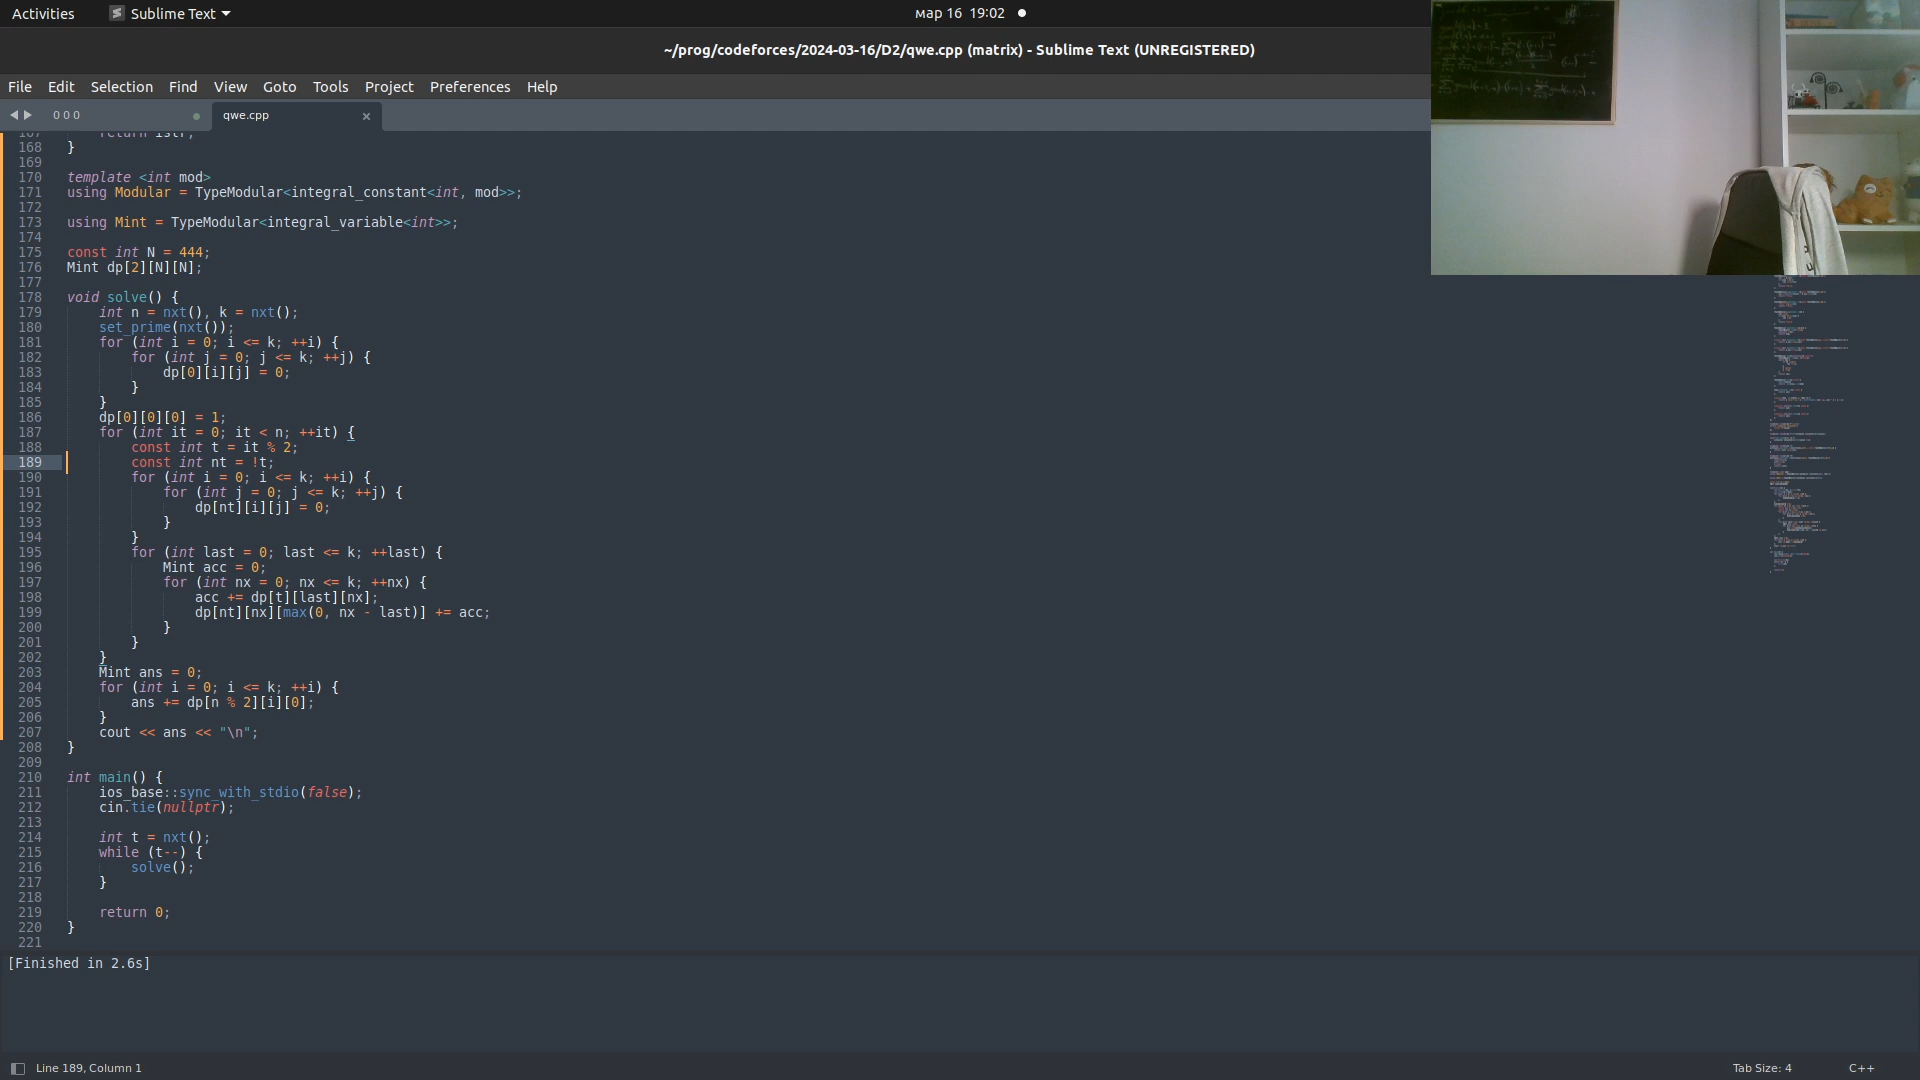 Activities Sublime Text мар 16 19:02
~/prog/codeforces/2024-03-16/D2/qwe.cpp (matrix) - Sublime Text (UNREGISTERED)
File Edit Selection Find View Goto Tools Project Preferences Help
0 0 0 qwe.cpp ×
167 return istr;
168 }
169
170 template <int mod>
171 using Modular = TypeModular<integral_constant<int, mod>>;
172
173 using Mint = TypeModular<integral_variable<int>>;
174
175 const int N = 444;
176 Mint dp[2][N][N];
177
178 void solve() {
179 int n = nxt(), k = nxt();
180 set_prime(nxt());
181 for (int i = 0; i <= k; ++i) {
182 for (int j = 0; j <= k; ++j) {
183 dp[0][i][j] = 0;
184 }
185 }
186 dp[0][0][0] = 1;
187 for (int it = 0; it < n; ++it) {
188 const int t = it % 2;
189 const int nt = !t;
190 for (int i = 0; i <= k; ++i) {
191 for (int j = 0; j <= k; ++j) {
192 dp[nt][i][j] = 0;
193 }
194 }
195 for (int last = 0; last <= k; ++last) {
196 Mint acc = 0;
197 for (int nx = 0; nx <= k; ++nx) {
198 acc += dp[t][last][nx];
199 dp[nt][nx][max(0, nx - last)] += acc;
200 }
201 }
202 }
203 Mint ans = 0;
204 for (int i = 0; i <= k; ++i) {
205 ans += dp[n % 2][i][0];
206 }
207 cout << ans << "\n";
208 }
209
210 int main() {
211 ios_base::sync_with_stdio(false);
212 cin.tie(nullptr);
213
214 int t = nxt();
215 while (t--) {
216 solve();
217 }
218
219 return 0;
220 }
221
[Finished in 2.6s]
Line 189, Column 1 Tab Size: 4 C++